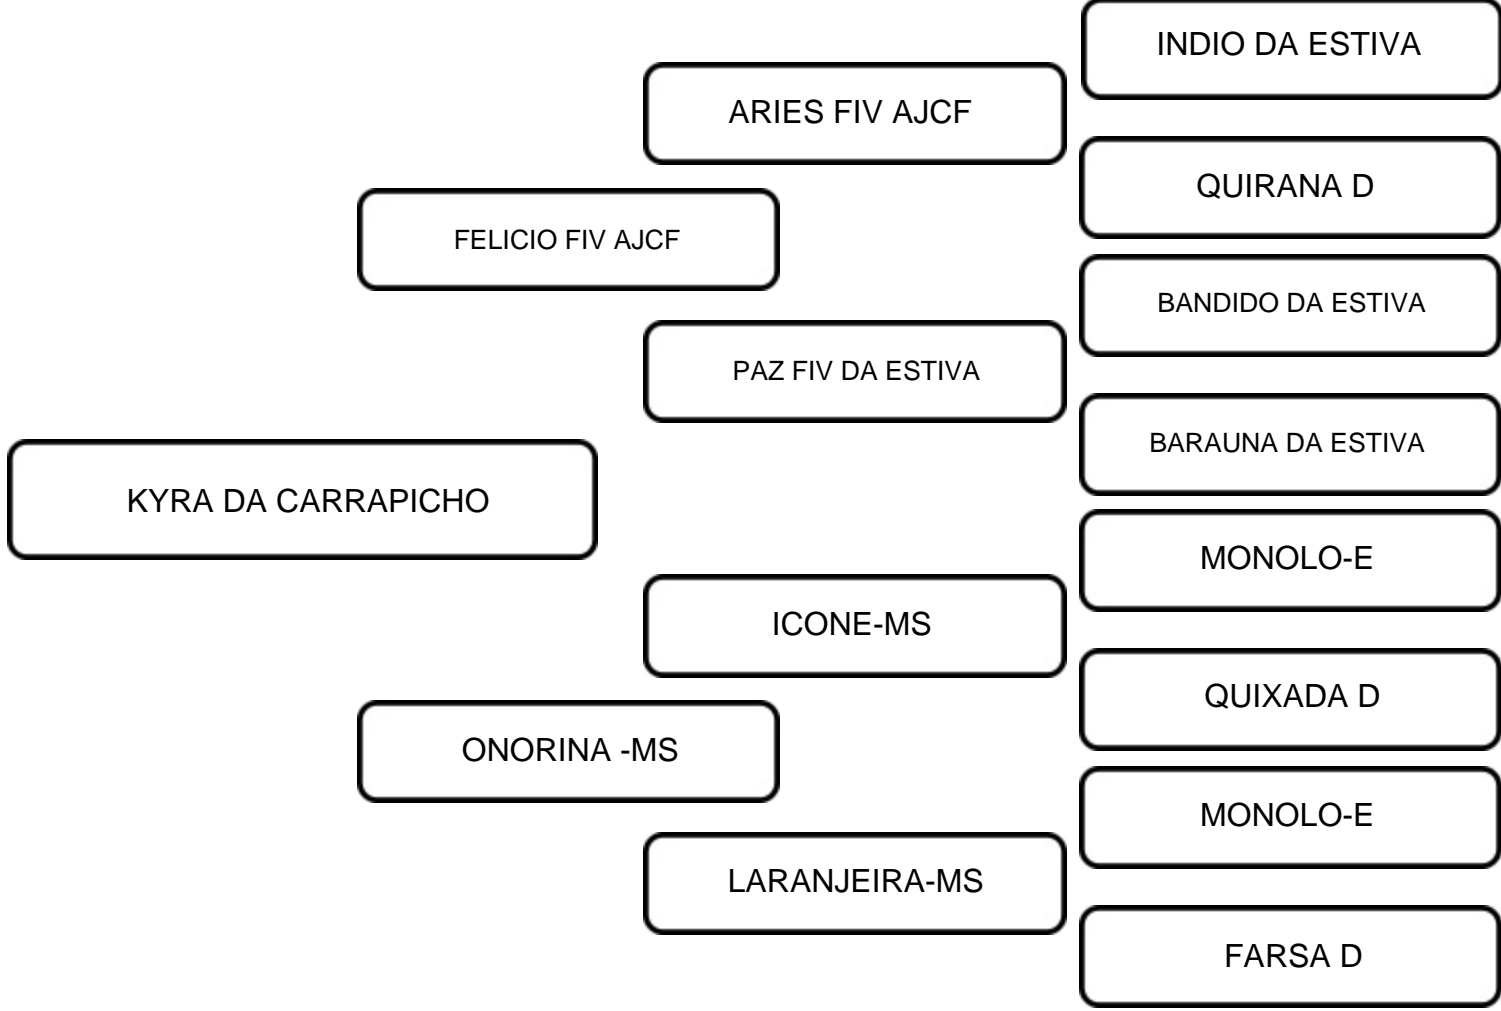 INDIO DA ESTIVA
ARIES FIV AJCF
QUIRANA D
FELICIO FIV AJCF
BANDIDO DA ESTIVA
PAZ FIV DA ESTIVA
BARAUNA DA ESTIVA
KYRA DA CARRAPICHO
MONOLO-E
ICONE-MS
QUIXADA D
ONORINA -MS
MONOLO-E
LARANJEIRA-MS
FARSA D